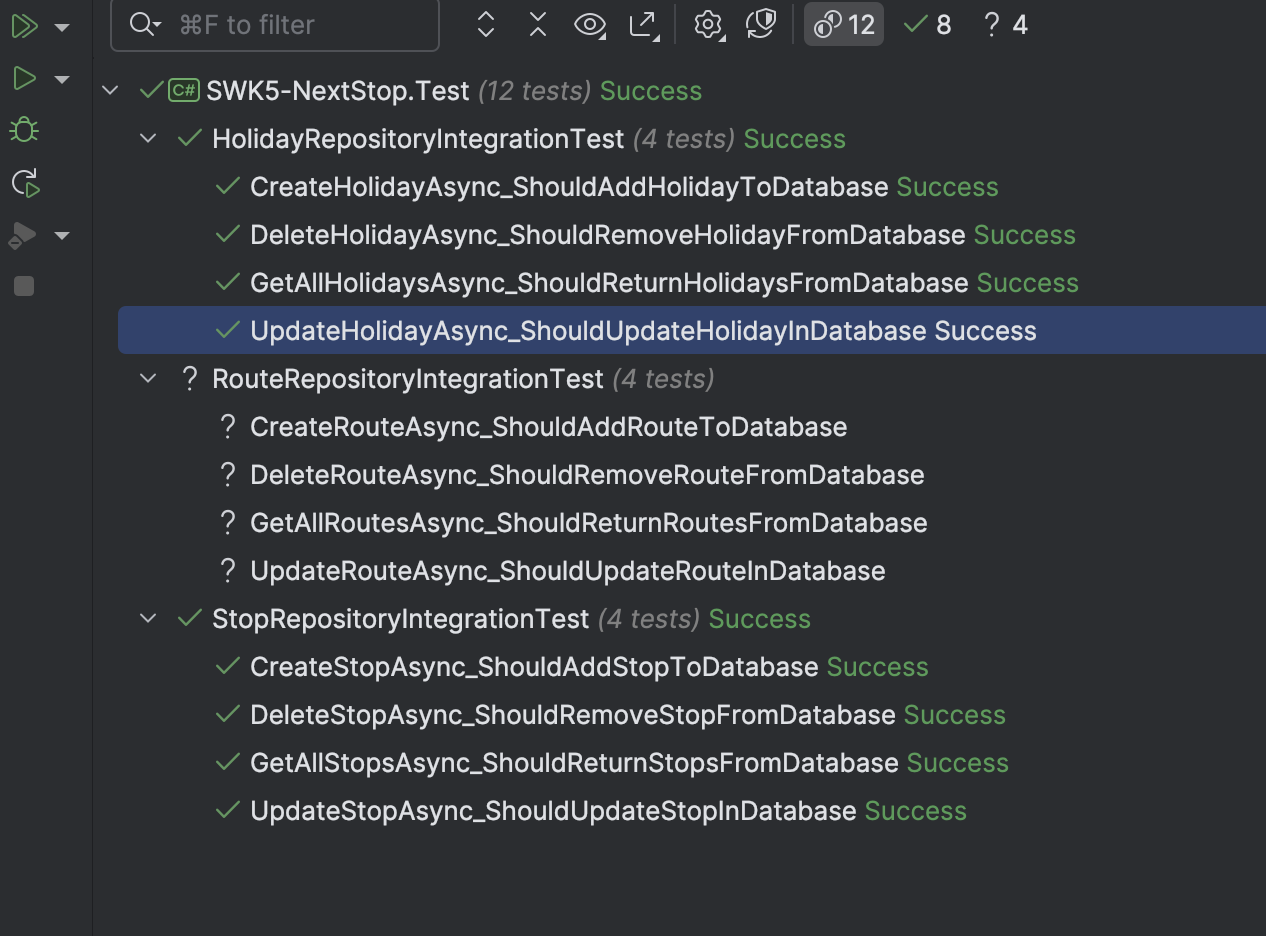 ⌘F to filter 12 8 ? 4
C# SWK5-NextStop.Test (12 tests) Success
HolidayRepositoryIntegrationTest (4 tests) Success
CreateHolidayAsync_ShouldAddHolidayToDatabase Success
DeleteHolidayAsync_ShouldRemoveHolidayFromDatabase Success
GetAllHolidaysAsync_ShouldReturnHolidaysFromDatabase Success
UpdateHolidayAsync_ShouldUpdateHolidayInDatabase Success
? RouteRepositoryIntegrationTest (4 tests)
? CreateRouteAsync_ShouldAddRouteToDatabase
? DeleteRouteAsync_ShouldRemoveRouteFromDatabase
? GetAllRoutesAsync_ShouldReturnRoutesFromDatabase
? UpdateRouteAsync_ShouldUpdateRouteInDatabase
StopRepositoryIntegrationTest (4 tests) Success
CreateStopAsync_ShouldAddStopToDatabase Success
DeleteStopAsync_ShouldRemoveStopFromDatabase Success
GetAllStopsAsync_ShouldReturnStopsFromDatabase Success
UpdateStopAsync_ShouldUpdateStopInDatabase Success